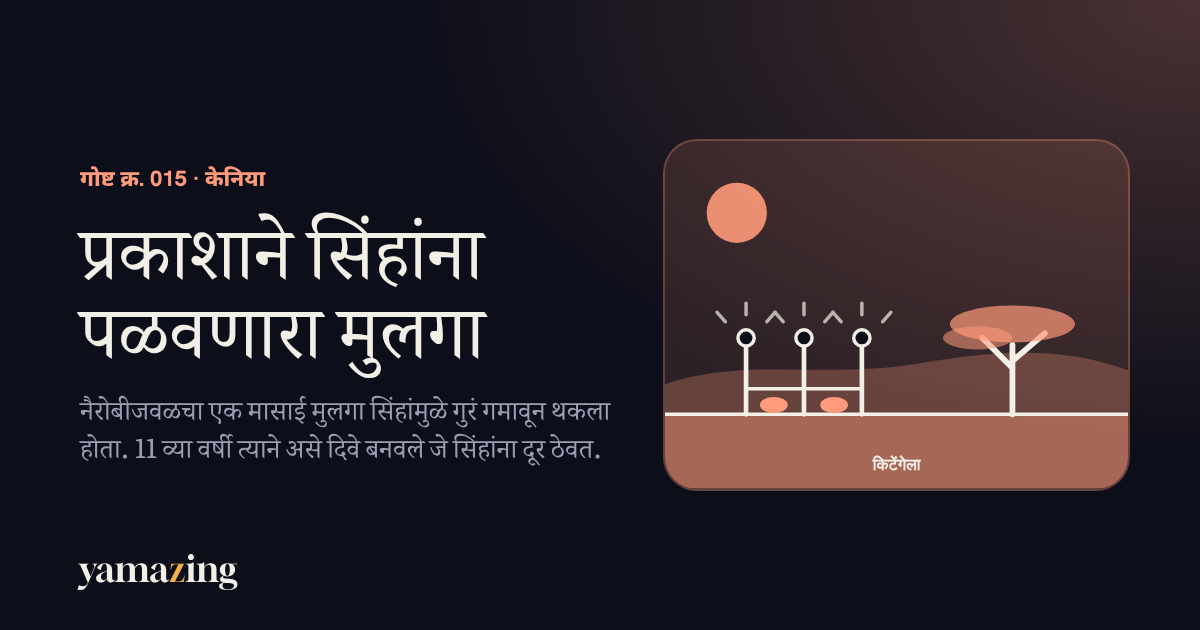 गोष्ट क्र. 015 · केनिया
प्रकाशाने सिंहांना
पळवणारा मुलगा
नैरोबीजवळचा एक मासाई मुलगा सिंहांमुळे गुरं गमावून थकला
होता. 11 व्या वर्षी त्याने असे दिवे बनवले जे सिंहांना दूर ठेवत.
किटेंगेला
yamazing